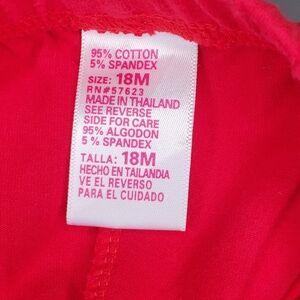 95% COTTON
5% SPANDEX
SIZE: 18M
RN#57623
MADE IN THAILAND
SEE REVERSE
SIDE FOR CARE
95% ALGODON
5% SPANDEX
TALLA: 18M
HECHO EN TAILANDIA
VE EL REVERSO
PARA EL CUIDADO